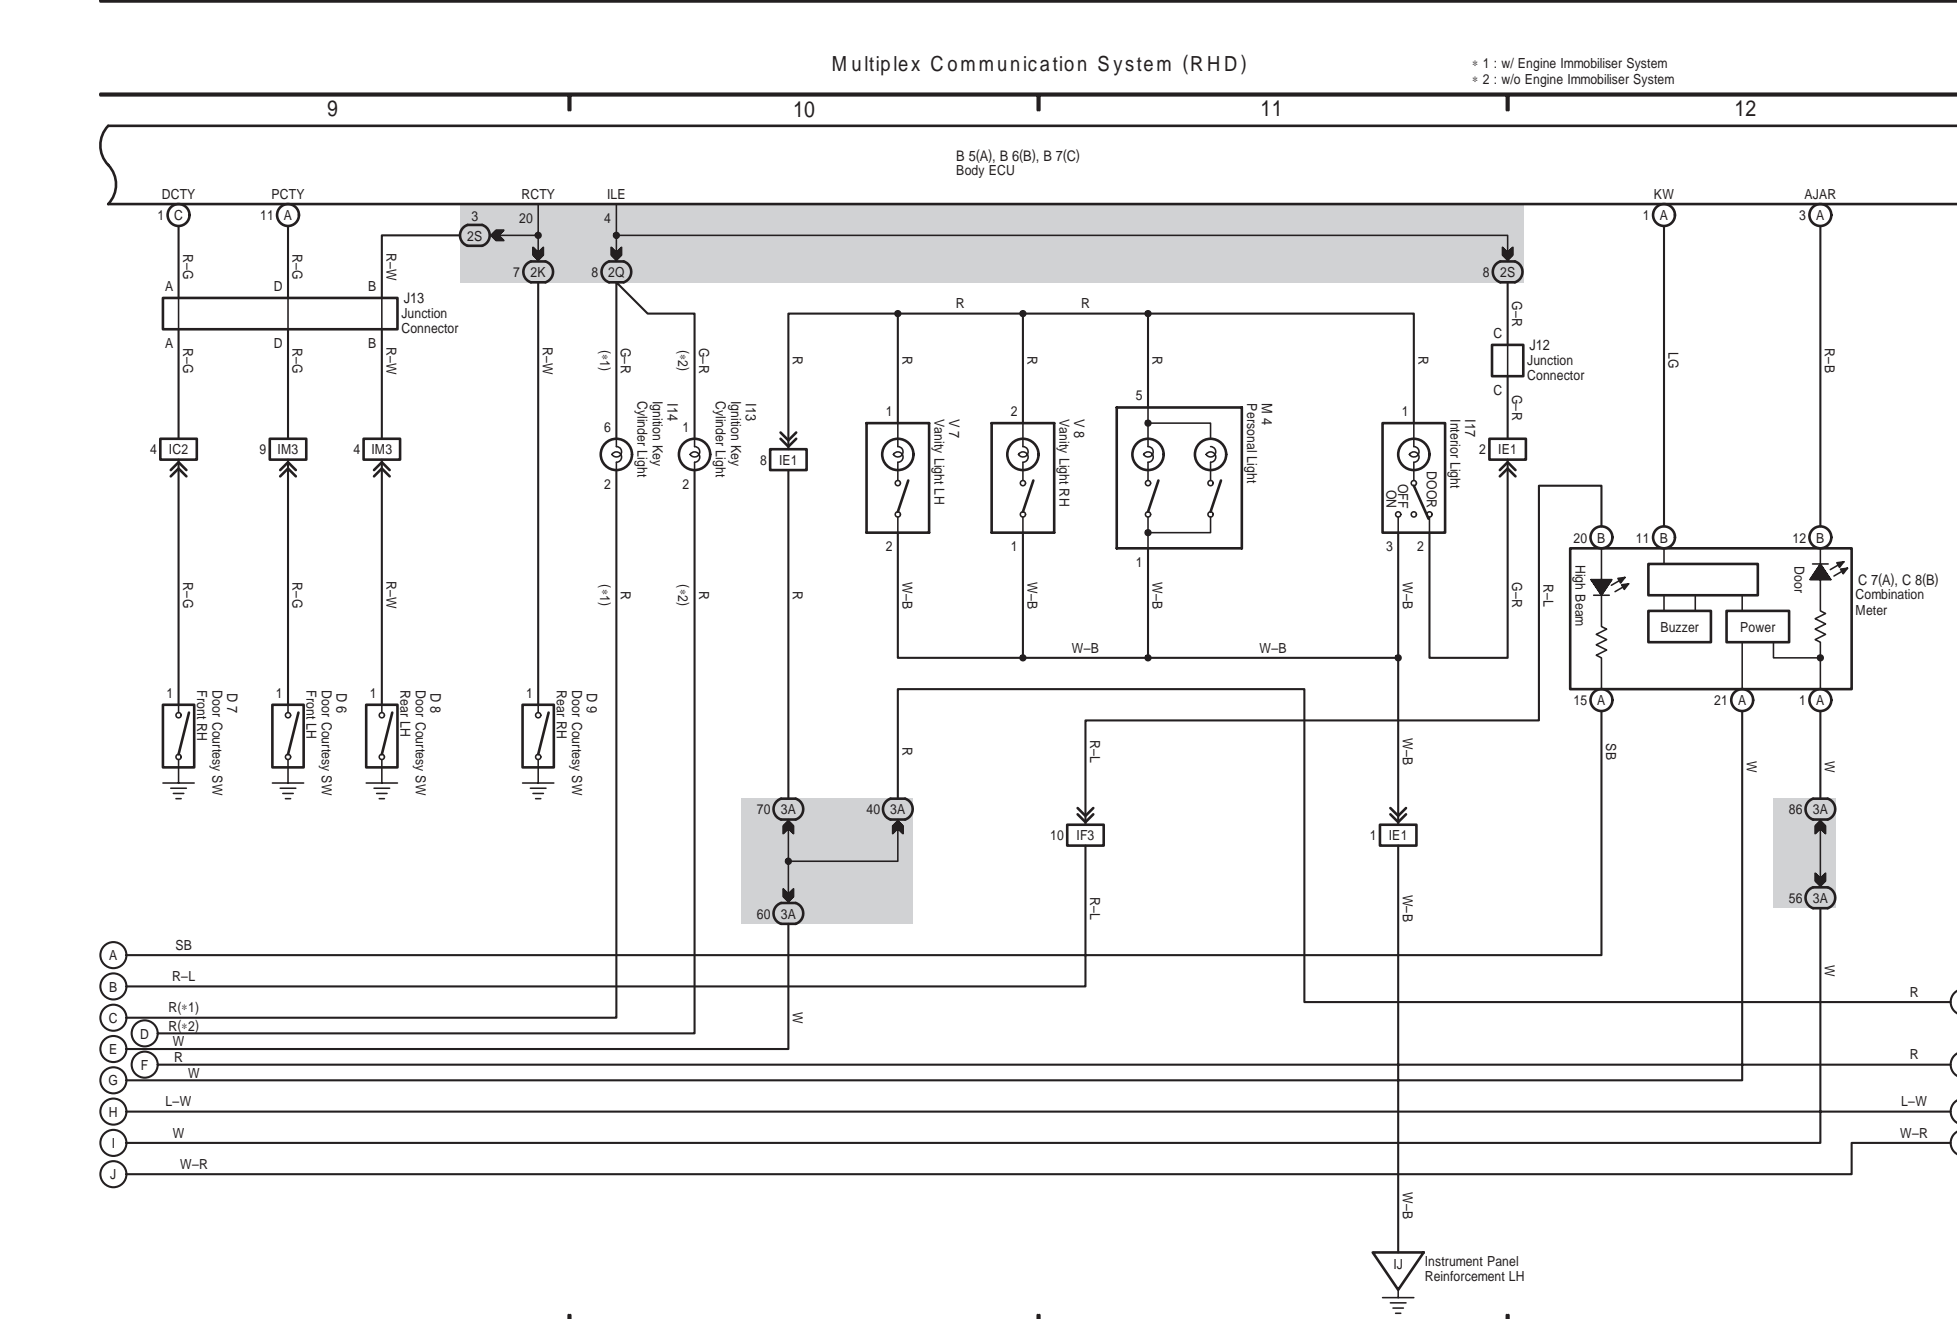 Multiplex Communication System (RHD)
* 1 : w/ Engine Immobiliser System
* 2 : w/o Engine Immobiliser System
9 10 11 12
B 5(A), B 6(B), B 7(C)
Body ECU
DCTY PCTY RCTY ILE KW AJAR
1 C 11 A 3 20 4 1 A 3 A
2S
7 2K 8 2Q 8 2S
R–G R–G R–W
A D B
J13
Junction
Connector
A D B
R–G R–G R–W R–W
G–R
(*1)
G–R
(*2)
R R
R R R R R
G–R
C
J12
Junction
Connector
C
G–R
LG R–B
4 IC2 9 IM3 4 IM3
6
I14
Ignition Key
Cylinder Light
2
1
I13
Ignition Key
Cylinder Light
2
8 IE1
1
V 7
Vanity Light LH
2
2
V 8
Vanity Light RH
1
5
M 4
Personal Light
1
1
I17
Interior Light
DOOR
OFF
ON
3 2
2 IE1
20 B 11 B 12 B
High Beam
Buzzer
Power
Door
C 7(A), C 8(B)
Combination
Meter
R–G R–G R–W
R
(*1)
R
(*2)
R
W–B W–B W–B W–B G–R R–L
W–B W–B
15 A 21 A 1 A
1
D 7
Door Courtesy SW
Front RH
1
D 6
Door Courtesy SW
Front LH
1
D 8
Door Courtesy SW
Rear LH
1
D 9
Door Courtesy SW
Rear RH
R R–L W–B SB W W
70 3A 40 3A 86 3A
10 IF3 1 IE1
60 3A 56 3A
R–L W–B
A SB
W
B R–L
C R(*1)
W
R
D R(*2)
E W
F R
R
G W
H L–W
L–W
I W
W–R
J W–R
W–B
IJ
Instrument Panel
Reinforcement LH